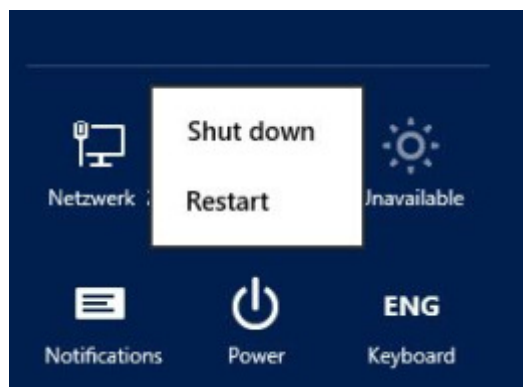 Shut down
Restart
Netzwerk
Unavailable
Notifications
Power
ENG
Keyboard